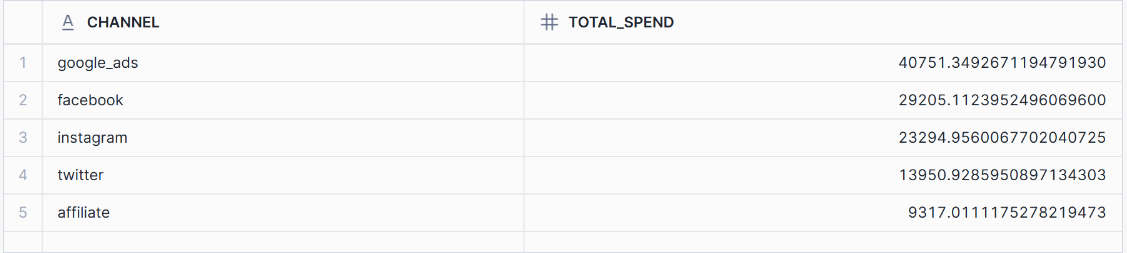 A CHANNEL # TOTAL_SPEND
1 google_ads 40751.3492671194791930
2 facebook 29205.1123952496069600
3 instagram 23294.9560067702040725
4 twitter 13950.9285950897134303
5 affiliate 9317.0111175278219473